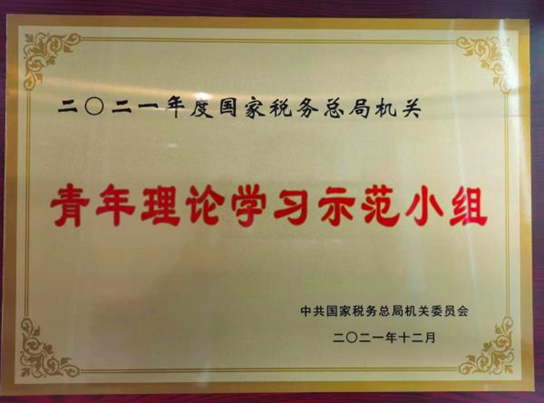 二〇二一年度国家税务总局机关
青年理论学习示范小组
中共国家税务总局机关委员会
二〇二一年十二月